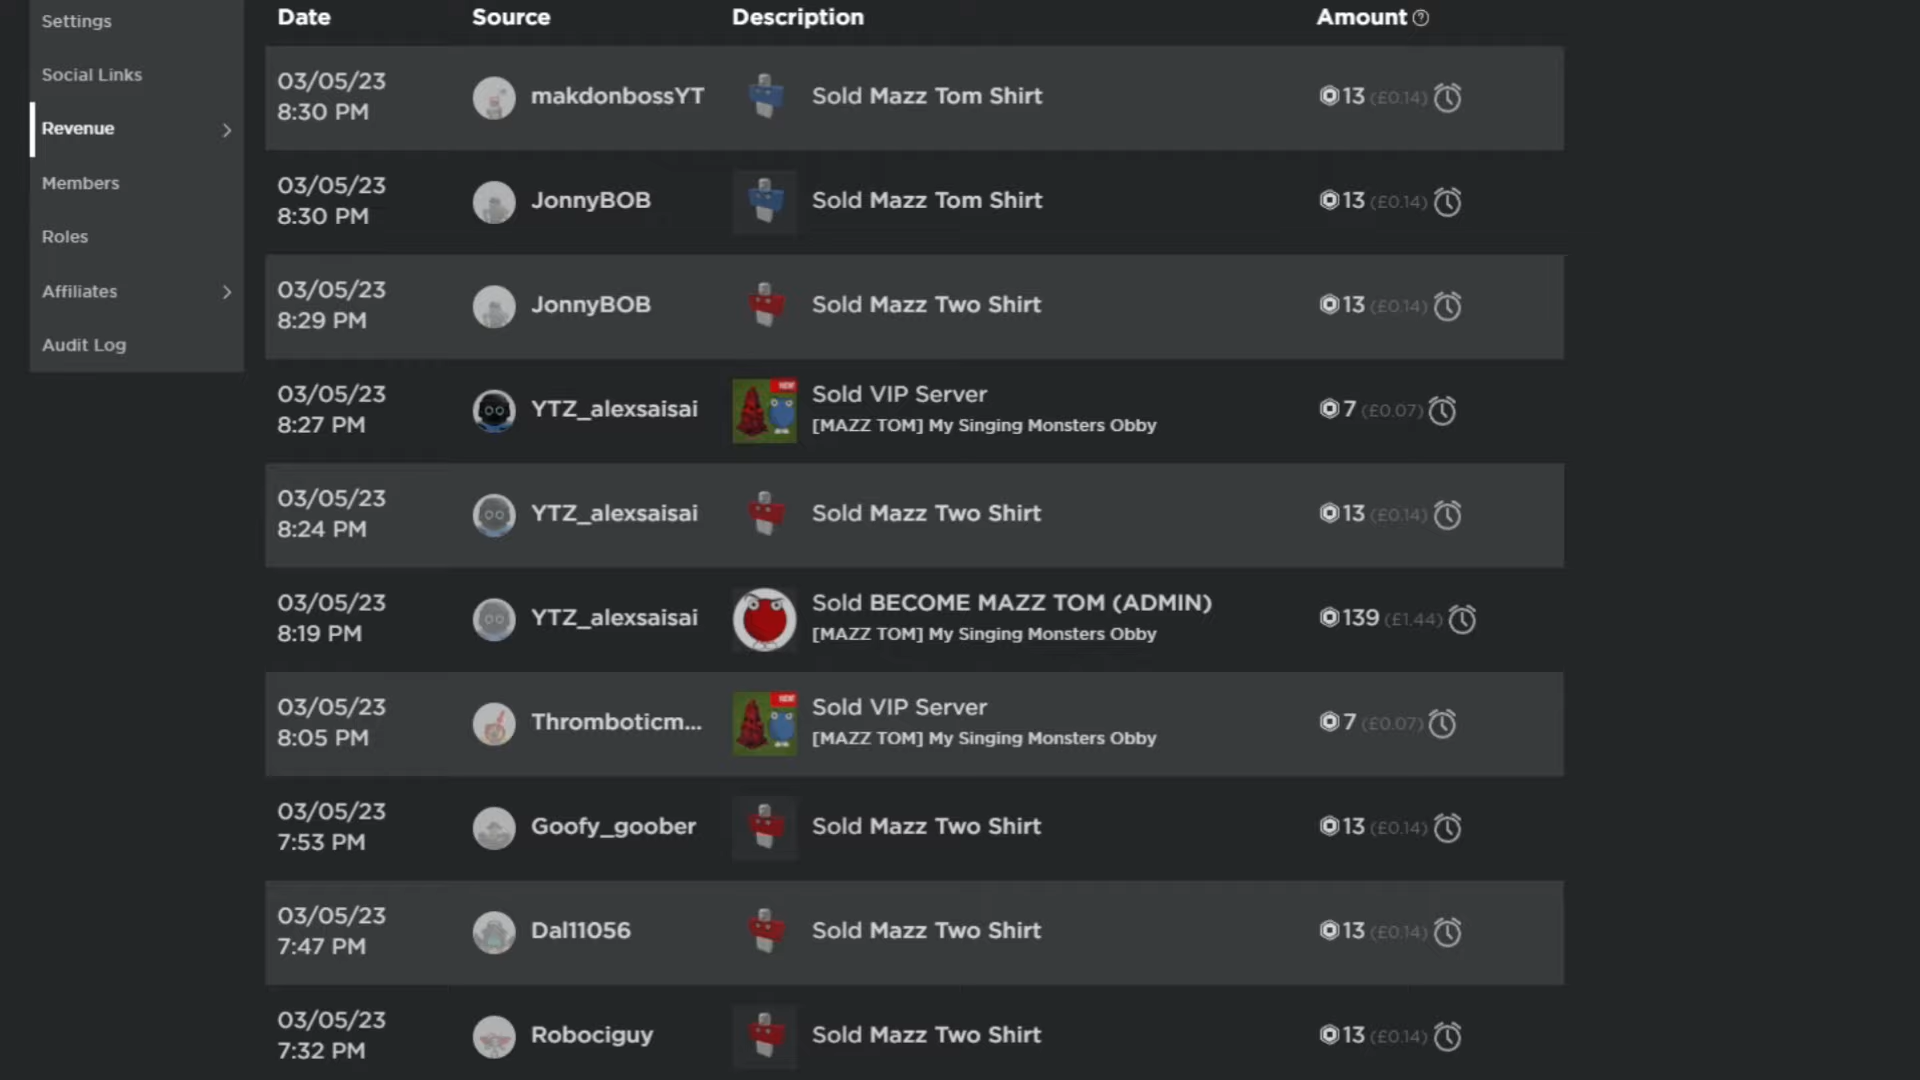 Settings
Social Links
Revenue
Members
Roles
Affiliates
Audit Log
Date Source Description Amount
03/05/23
8:30 PM
makdonbossYT
Sold Mazz Tom Shirt
13 (£0.14)
03/05/23
8:30 PM
JonnyBOB
Sold Mazz Tom Shirt
13 (£0.14)
03/05/23
8:29 PM
JonnyBOB
Sold Mazz Two Shirt
13 (£0.14)
03/05/23
8:27 PM
YTZ_alexsaisai
NEW!
Sold VIP Server
[MAZZ TOM] My Singing Monsters Obby
7 (£0.07)
03/05/23
8:24 PM
YTZ_alexsaisai
Sold Mazz Two Shirt
13 (£0.14)
03/05/23
8:19 PM
YTZ_alexsaisai
Sold BECOME MAZZ TOM (ADMIN)
[MAZZ TOM] My Singing Monsters Obby
139 (£1.44)
03/05/23
8:05 PM
Thromboticm...
NEW!
Sold VIP Server
[MAZZ TOM] My Singing Monsters Obby
7 (£0.07)
03/05/23
7:53 PM
Goofy_goober
Sold Mazz Two Shirt
13 (£0.14)
03/05/23
7:47 PM
Dal11056
Sold Mazz Two Shirt
13 (£0.14)
03/05/23
7:32 PM
Robociguy
Sold Mazz Two Shirt
13 (£0.14)